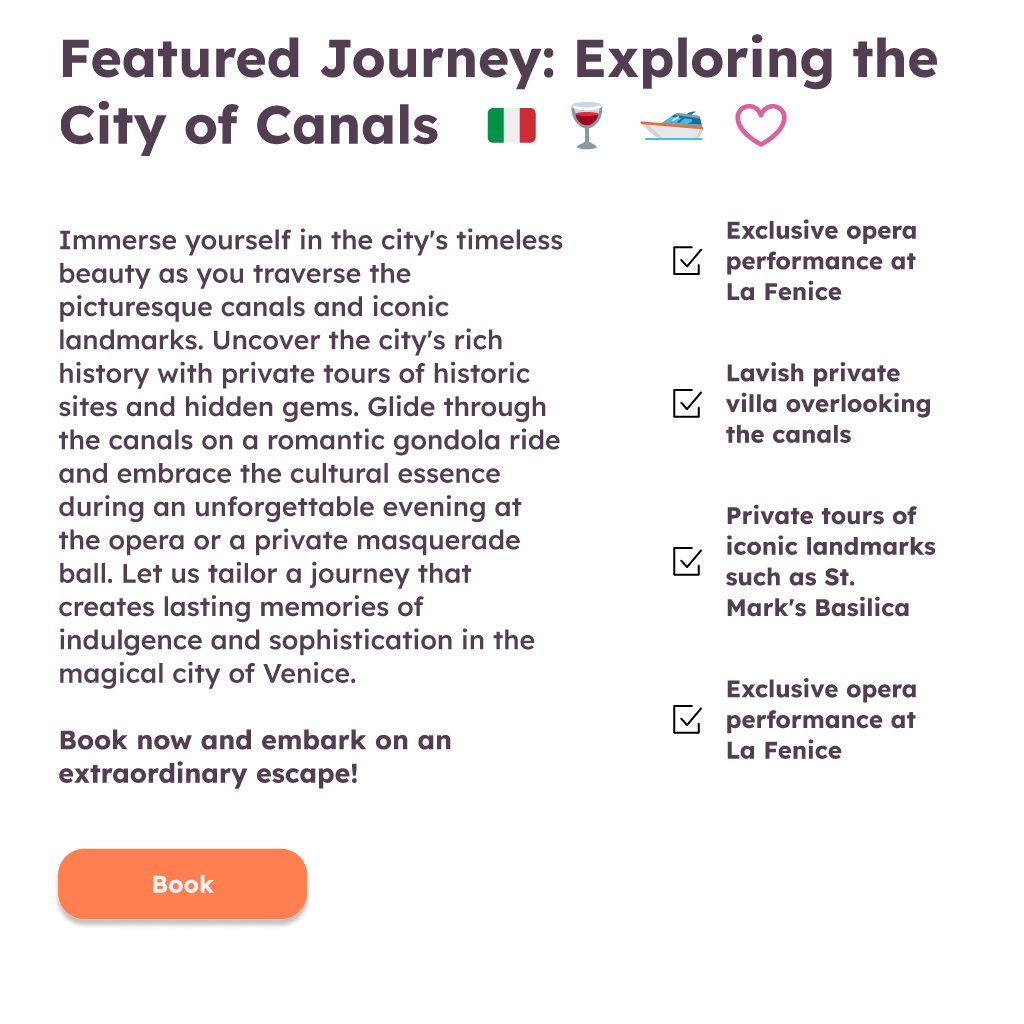 Featured Journey: Exploring the
City of Canals
Immerse yourself in the city's timeless
beauty as you traverse the
picturesque canals and iconic
landmarks. Uncover the city's rich
history with private tours of historic
sites and hidden gems. Glide through
the canals on a romantic gondola ride
and embrace the cultural essence
during an unforgettable evening at
the opera or a private masquerade
ball. Let us tailor a journey that
creates lasting memories of
indulgence and sophistication in the
magical city of Venice.
Book now and embark on an
extraordinary escape!
Book
Exclusive opera
performance at
La Fenice
Lavish private
villa overlooking
the canals
Private tours of
iconic landmarks
such as St.
Mark's Basilica
Exclusive opera
performance at
La Fenice